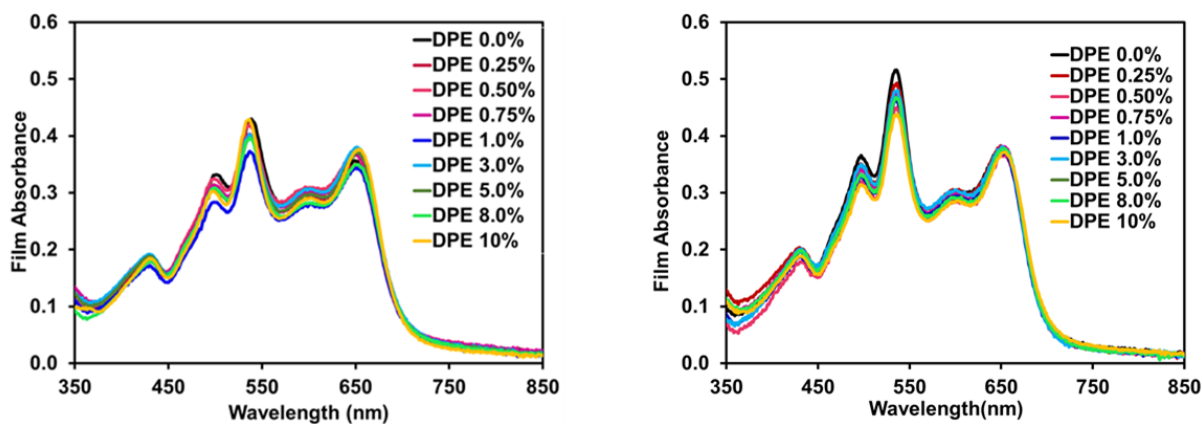 0.6
0.5
0.4
0.3
0.2
0.1
0.0
Film Absorbance
350
450
550
650
750
850
Wavelength (nm)
DPE 0.0%
DPE 0.25%
DPE 0.50%
DPE 0.75%
DPE 1.0%
DPE 3.0%
DPE 5.0%
DPE 8.0%
DPE 10%
0.6
0.5
0.4
0.3
0.2
0.1
0.0
Film Absorbance
350
450
550
650
750
850
Wavelength(nm)
DPE 0.0%
DPE 0.25%
DPE 0.50%
DPE 0.75%
DPE 1.0%
DPE 3.0%
DPE 5.0%
DPE 8.0%
DPE 10%